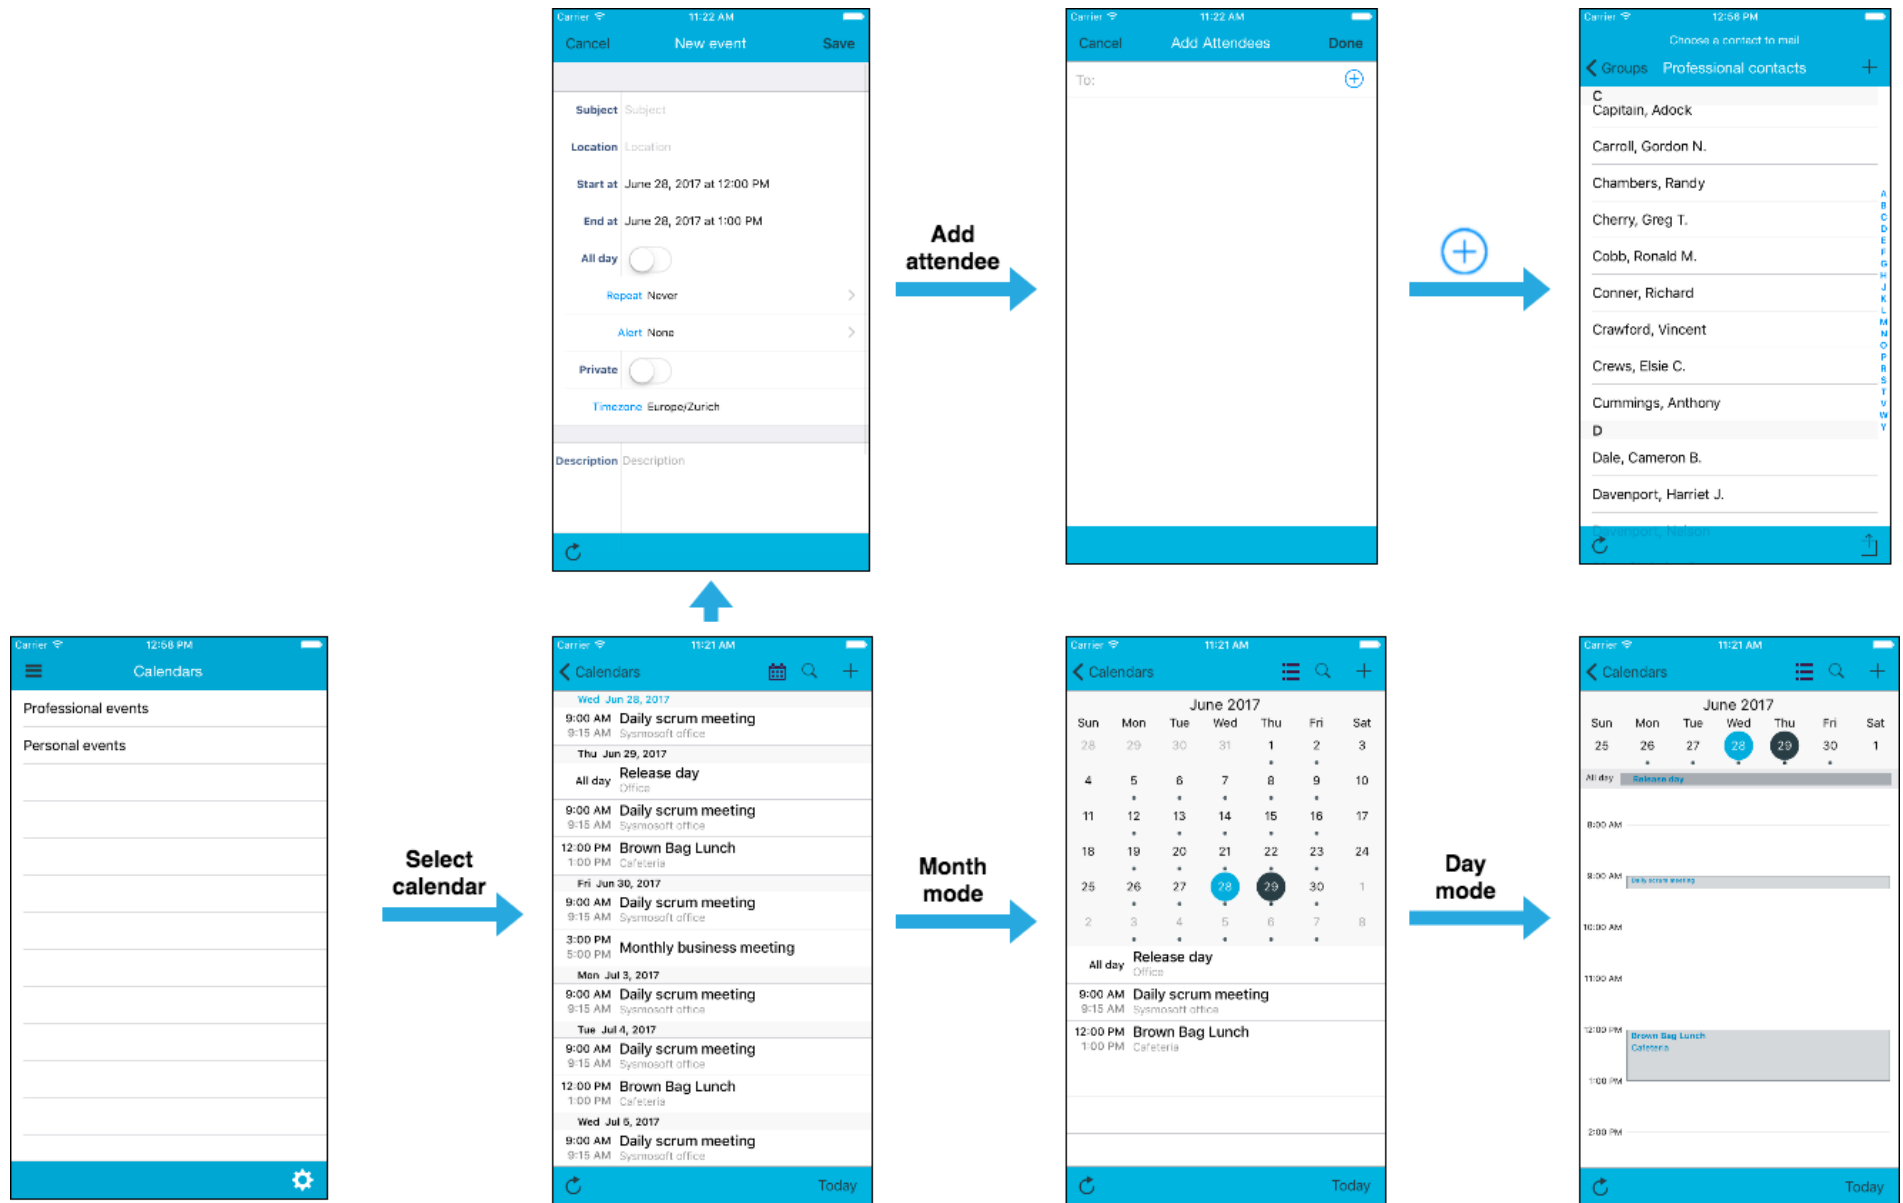 Carrier 11:22 AM
Cancel New event Save
Subject Subject
Location Location
Start at June 28, 2017 at 12:00 PM
End at June 28, 2017 at 1:00 PM
All day
Repeat Never
Alert None
Private
Timezone Europe/Zurich
Description Description
Add
attendee
Carrier 11:22 AM
Cancel Add Attendees Done
To:
Carrier 12:58 PM
Choose a contact to mail
Groups Professional contacts +
C
Capitain, Adock
Carroll, Gordon N.
Chambers, Randy
Cherry, Greg T.
Cobb, Ronald M.
Conner, Richard
Crawford, Vincent
Crews, Elsie C.
Cummings, Anthony
D
Dale, Cameron B.
Davenport, Harriet J.
Davenport, Nelson
A
B
C
D
E
F
G
H
J
K
L
M
N
O
P
R
S
T
V
W
Y
Carrier 12:58 PM
Calendars
Professional events
Personal events
Select
calendar
Carrier 11:21 AM
Calendars +
Wed Jun 28, 2017
9:00 AM Daily scrum meeting
9:15 AM Sysmosoft office
Thu Jun 29, 2017
All day Release day
Office
9:00 AM Daily scrum meeting
9:15 AM Sysmosoft office
12:00 PM Brown Bag Lunch
1:00 PM Cafeteria
Fri Jun 30, 2017
9:00 AM Daily scrum meeting
9:15 AM Sysmosoft office
3:00 PM Monthly business meeting
5:00 PM
Mon Jul 3, 2017
9:00 AM Daily scrum meeting
9:15 AM Sysmosoft office
Tue Jul 4, 2017
9:00 AM Daily scrum meeting
9:15 AM Sysmosoft office
12:00 PM Brown Bag Lunch
1:00 PM Cafeteria
Wed Jul 5, 2017
9:00 AM Daily scrum meeting
9:15 AM Sysmosoft office
Today
Month
mode
Carrier 11:21 AM
Calendars +
June 2017
Sun Mon Tue Wed Thu Fri Sat
28 29 30 31 1 2 3
4 5 6 7 8 9 10
11 12 13 14 15 16 17
18 19 20 21 22 23 24
25 26 27 28 29 30 1
2 3 4 5 6 7 8
All day Release day
Office
9:00 AM Daily scrum meeting
9:15 AM Sysmosoft office
12:00 PM Brown Bag Lunch
1:00 PM Cafeteria
Today
Day
mode
Carrier 11:21 AM
Calendars +
June 2017
Sun Mon Tue Wed Thu Fri Sat
25 26 27 28 29 30 1
All day Release day
8:00 AM
9:00 AM Daily scrum meeting
10:00 AM
11:00 AM
12:00 PM Brown Bag Lunch
Cafeteria
1:00 PM
2:00 PM
Today